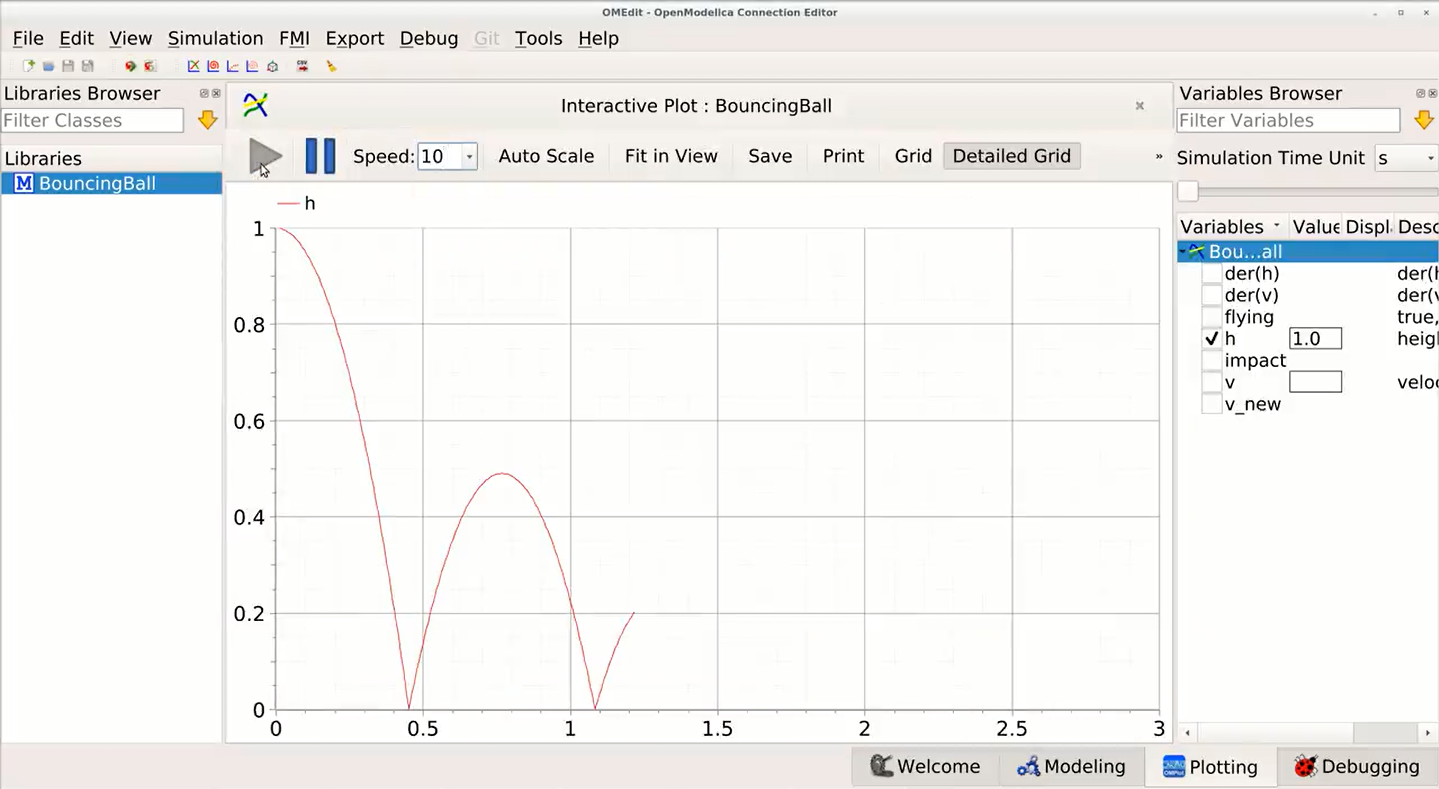 OMEdit - OpenModelica Connection Editor
File Edit View Simulation FMI Export Debug Git Tools Help
CSV
Libraries Browser
Filter Classes
Libraries
M BouncingBall
Interactive Plot : BouncingBall
Speed: 10 Auto Scale Fit in View Save Print Grid Detailed Grid »
h
1
0.8
0.6
0.4
0.2
0
0 0.5 1 1.5 2 2.5 3
Variables Browser
Filter Variables
Simulation Time Unit s
Variables Value Displ Desc
Bou...all
der(h) der(h
der(v) der(v
flying true,
h 1.0 heig
impact
v veloc
v_new
Welcome Modeling OMPlot Plotting Debugging